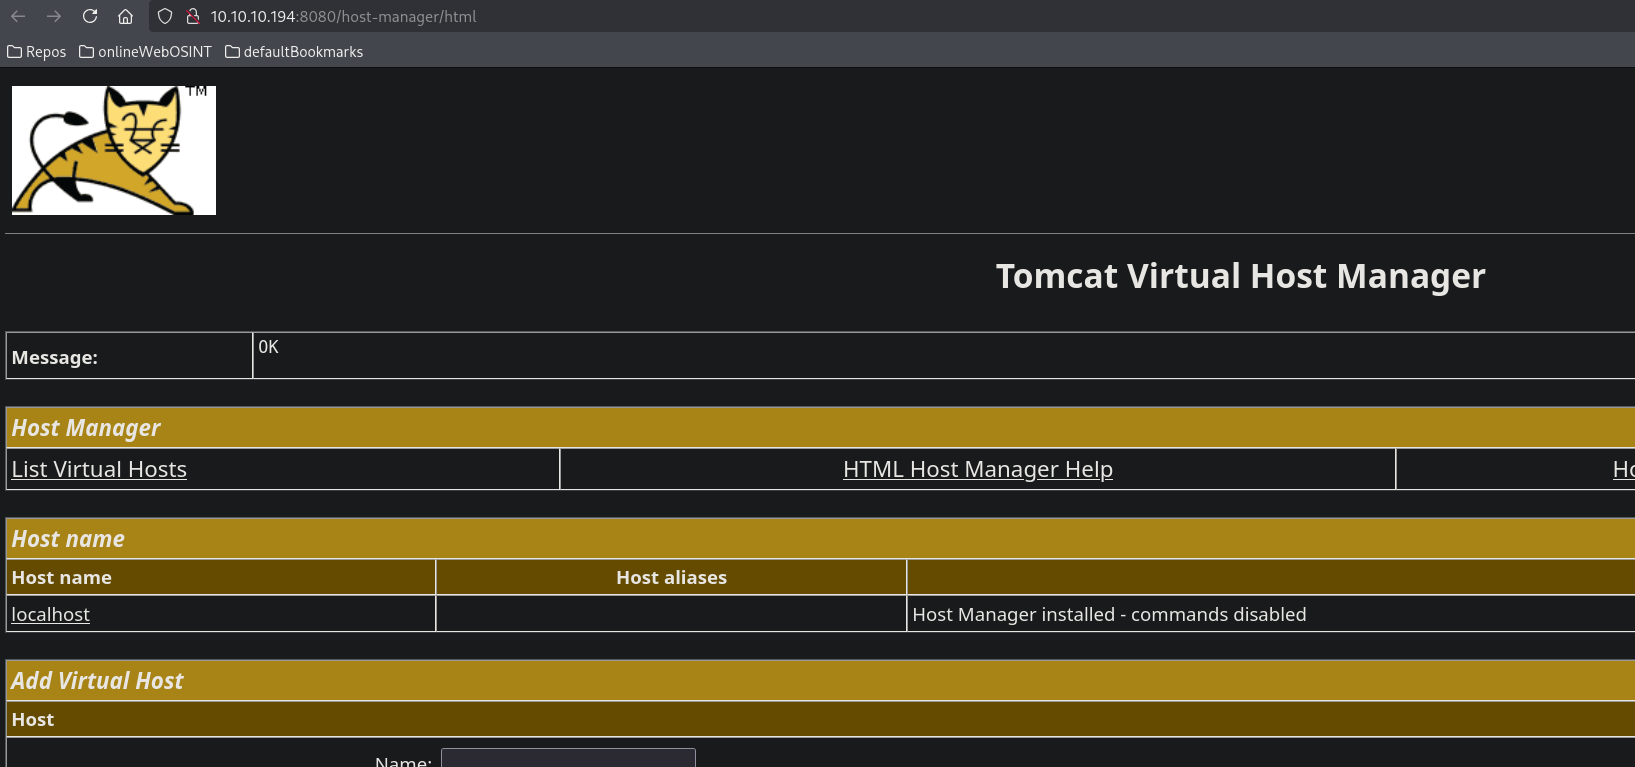 10.10.10.194:8080/host-manager/html
Repos onlineWebOSINT defaultBookmarks
TM
Tomcat Virtual Host Manager
Message: OK
Host Manager
List Virtual Hosts HTML Host Manager Help Ho
Host name
Host name Host aliases
localhost Host Manager installed - commands disabled
Add Virtual Host
Host
Name: